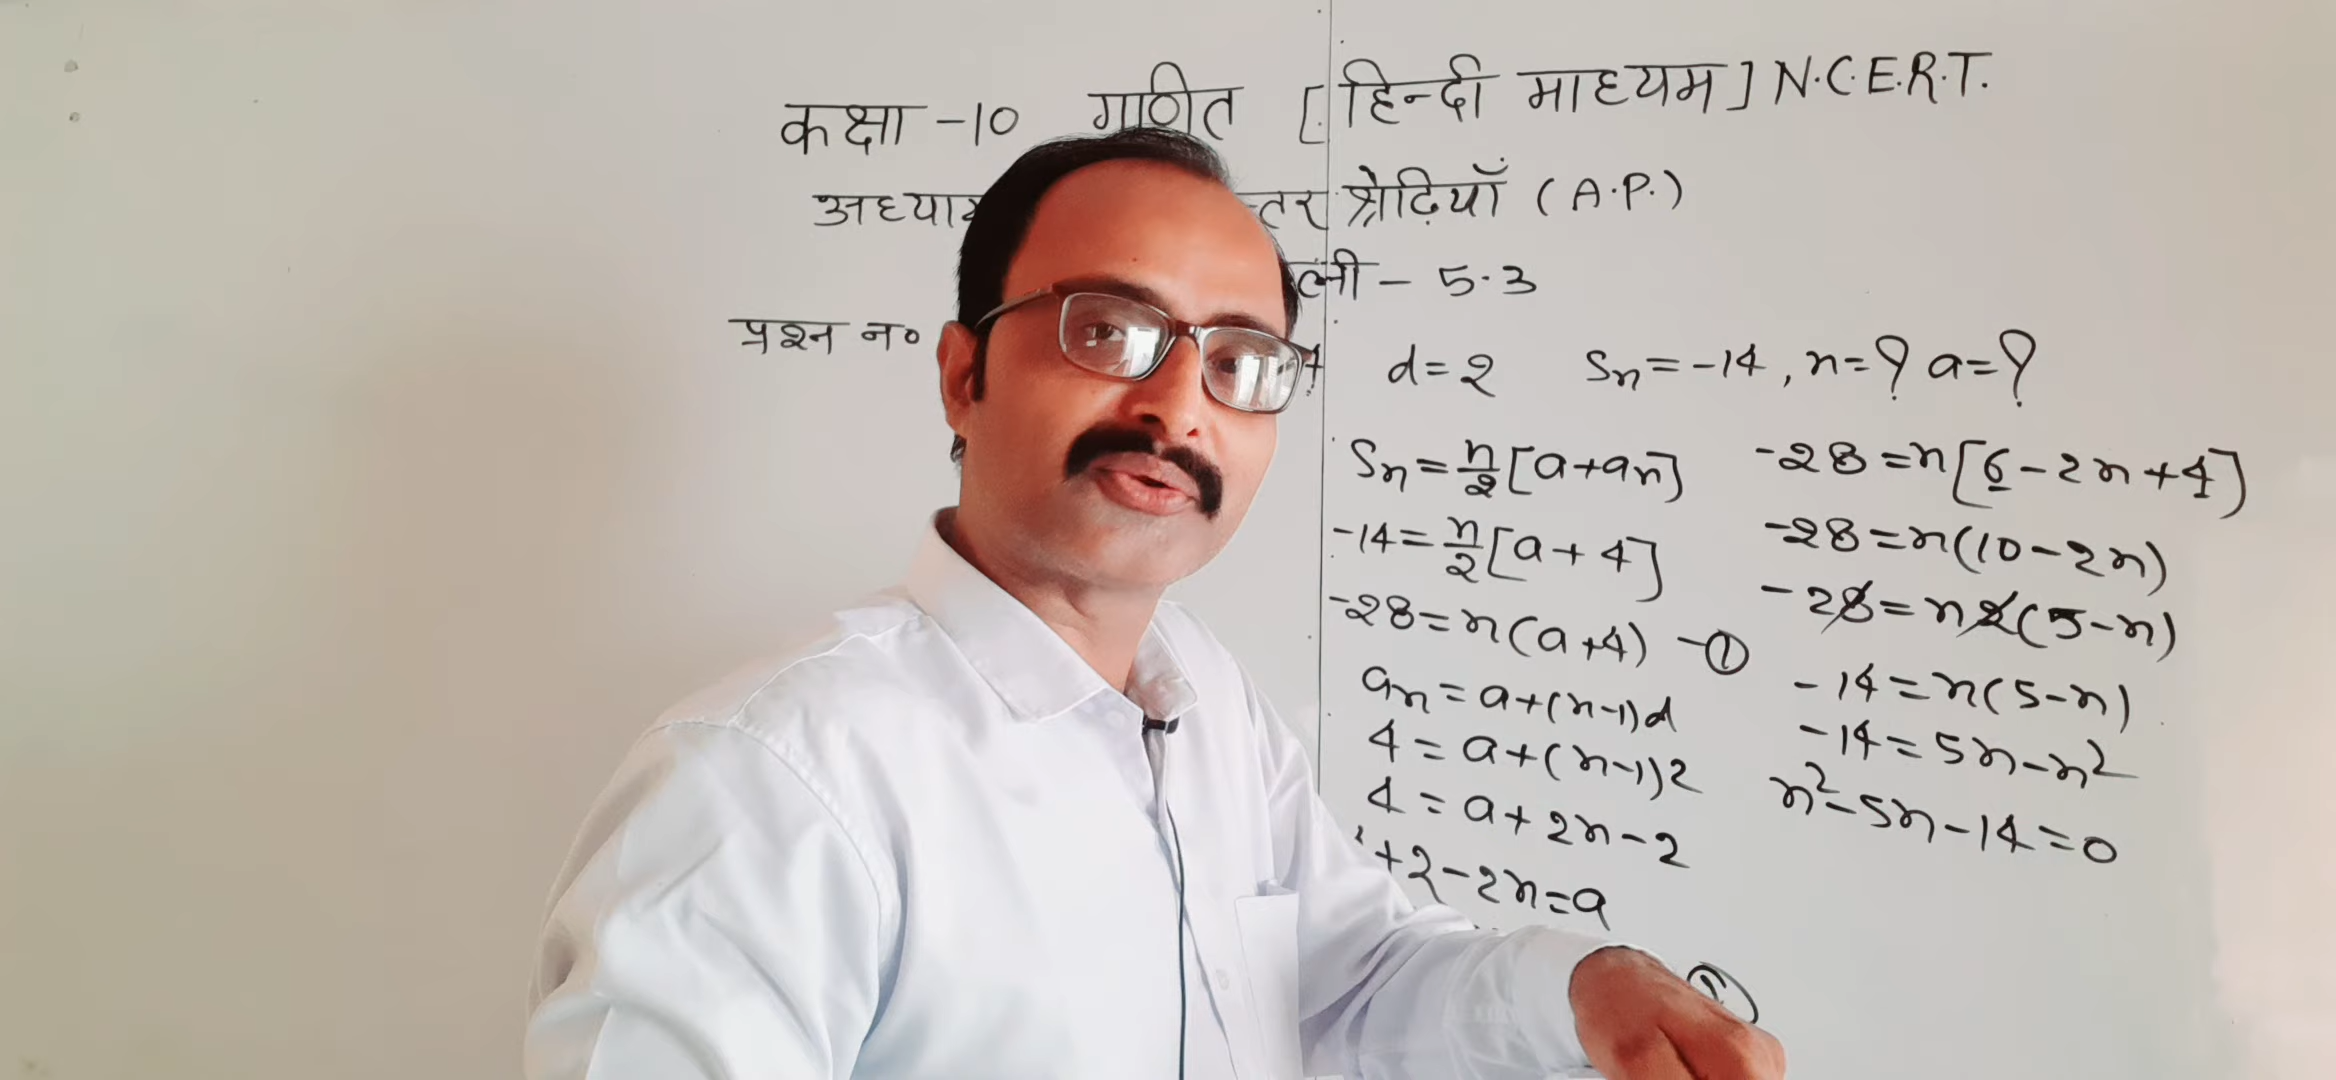 कक्षा -10 गणित [हिन्दी माध्यम] N.C.E.R.T.
श्रेढ़ियाँ (A.P.)
- 5.3
प्रश्न न०
d=2 Sn=-14, n=? a=?
Sn=n/2[a+an]
-14=n/2[a+4]
-28=n(a+4) -①
an=a+(n-1)d
4=a+(n-1)2
4=a+2n-2
+2-2n=a
-28=n[6-2n+4]
-28=n(10-2n)
-28=n2(5-n)
-14=n(5-n)
-14=5n-n²
n²-5n-14=0